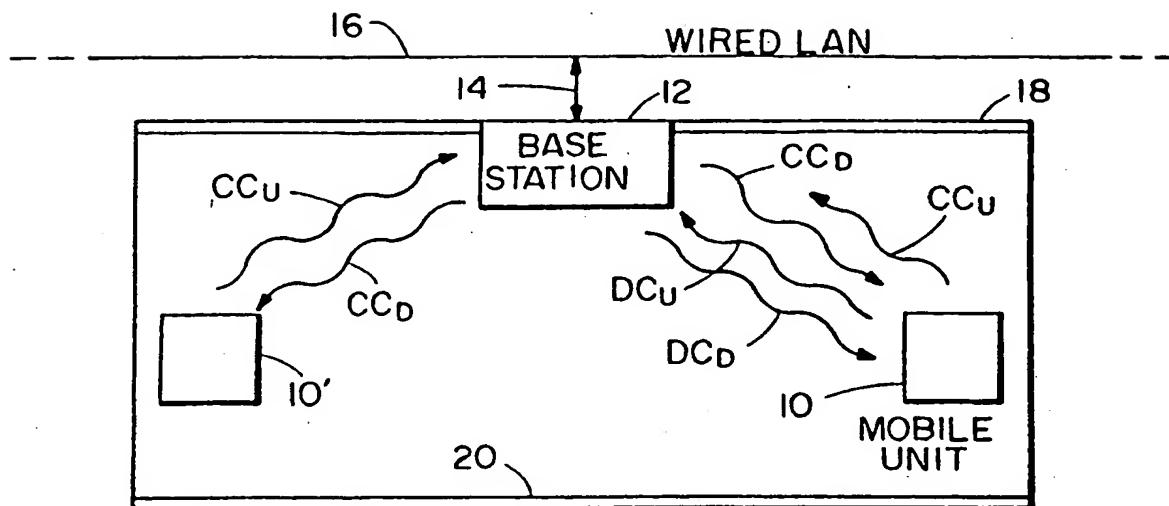 16
WIRED LAN
14
12
18
BASE
STATION
CCU
CCD
CCD
CCU
DCU
DCD
10'
10
MOBILE
UNIT
20